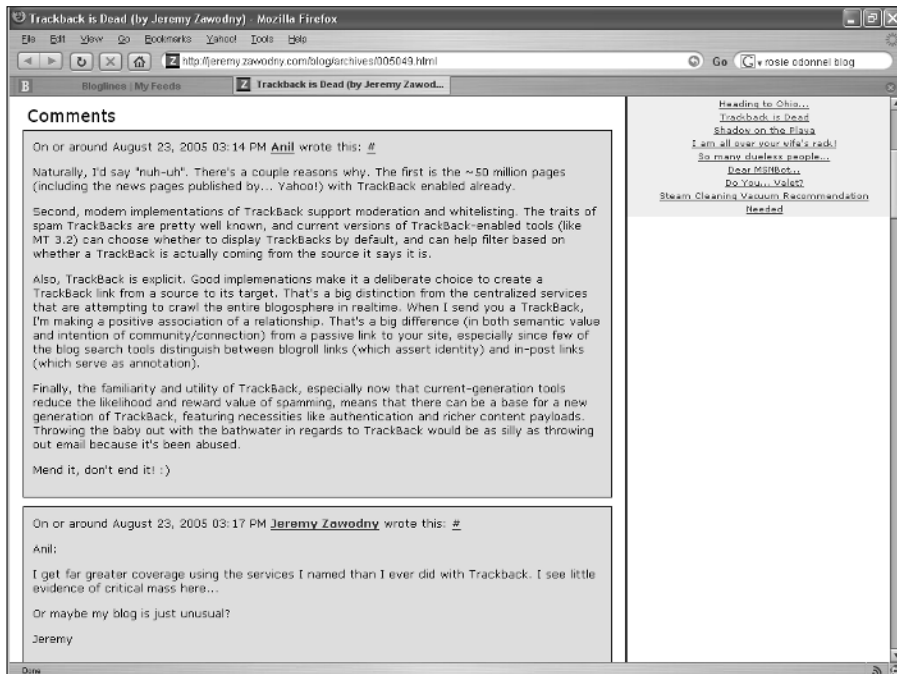 Trackback is Dead (by Jeremy Zawodny) - Mozilla Firefox
File Edit View Go Bookmarks Yahoo! Tools Help
http://jeremy.zawodny.com/blog/archives/005049.html
Go
rosie odonnel blog
Bloglines | My Feeds
Trackback is Dead (by Jeremy Zawod...
Comments
On or around August 23, 2005 03:14 PM Anil wrote this: #
Naturally, I'd say "nuh-uh". There's a couple reasons why. The first is the ~50 million pages
(including the news pages published by... Yahoo!) with TrackBack enabled already.
Second, modern implementations of TrackBack support moderation and whitelisting. The traits of
spam TrackBacks are pretty well known, and current versions of TrackBack-enabled tools (like
MT 3.2) can choose whether to display TrackBacks by default, and can help filter based on
whether a TrackBack is actually coming from the source it says it is.
Also, TrackBack is explicit. Good implemenations make it a deliberate choice to create a
TrackBack link from a source to its target. That's a big distinction from the centralized services
that are attempting to crawl the entire blogosphere in realtime. When I send you a TrackBack,
I'm making a positive association of a relationship. That's a big difference (in both semantic value
and intention of community/connection) from a passive link to your site, especially since few of
the blog search tools distinguish between blogroll links (which assert identity) and in-post links
(which serve as annotation).
Finally, the familiarity and utility of TrackBack, especially now that current-generation tools
reduce the likelihood and reward value of spamming, means that there can be a base for a new
generation of TrackBack, featuring necessities like authentication and richer content payloads.
Throwing the baby out with the bathwater in regards to TrackBack would be as silly as throwing
out email because it's been abused.
Mend it, don't end it! :)
On or around August 23, 2005 03:17 PM Jeremy Zawodny wrote this: #
Anil:
I get far greater coverage using the services I named than I ever did with Trackback. I see little
evidence of critical mass here...
Or maybe my blog is just unusual?
Jeremy
Heading to Ohio...
Trackback is Dead
Shadow on the Playa
I am all over your wife's rack!
So many clueless people...
Dear MSNBot...
Do You... Valet?
Steam Cleaning Vacuum Recommendation
Needed
Done